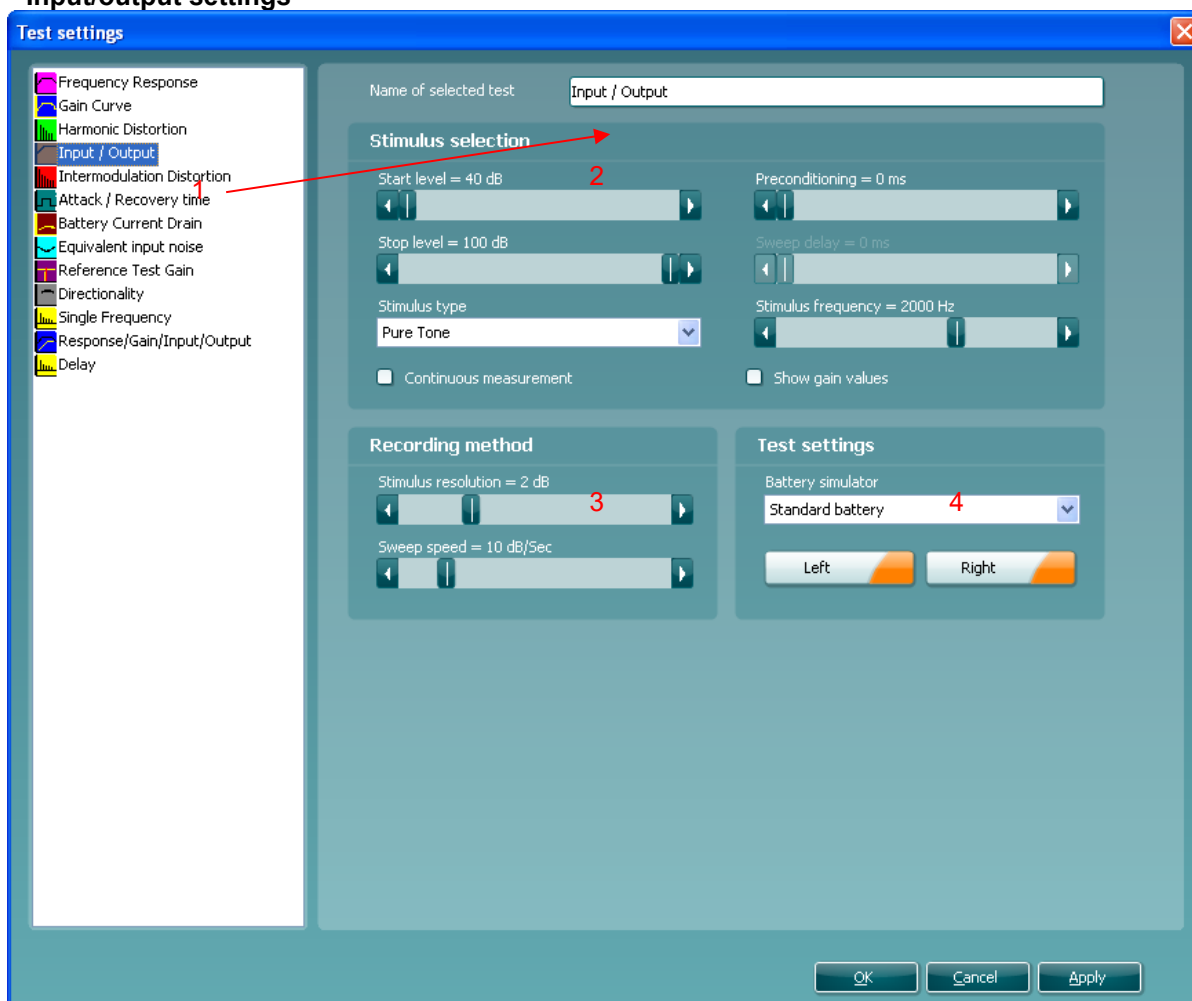 Input/output settings
Test settings
Frequency Response
Gain Curve
Harmonic Distortion
Input / Output
Intermodulation Distortion
1
Attack / Recovery time
Battery Current Drain
Equivalent input noise
Reference Test Gain
Directionality
Single Frequency
Response/Gain/Input/Output
Delay
Name of selected test
Input / Output
Stimulus selection
2
Start level = 40 dB
Preconditioning = 0 ms
Stop level = 100 dB
Sweep delay = 0 ms
Stimulus type
Pure Tone
Stimulus frequency = 2000 Hz
Continuous measurement
Show gain values
Recording method
Stimulus resolution = 2 dB
3
Sweep speed = 10 dB/Sec
Test settings
Battery simulator
Standard battery
4
Left
Right
OK
Cancel
Apply